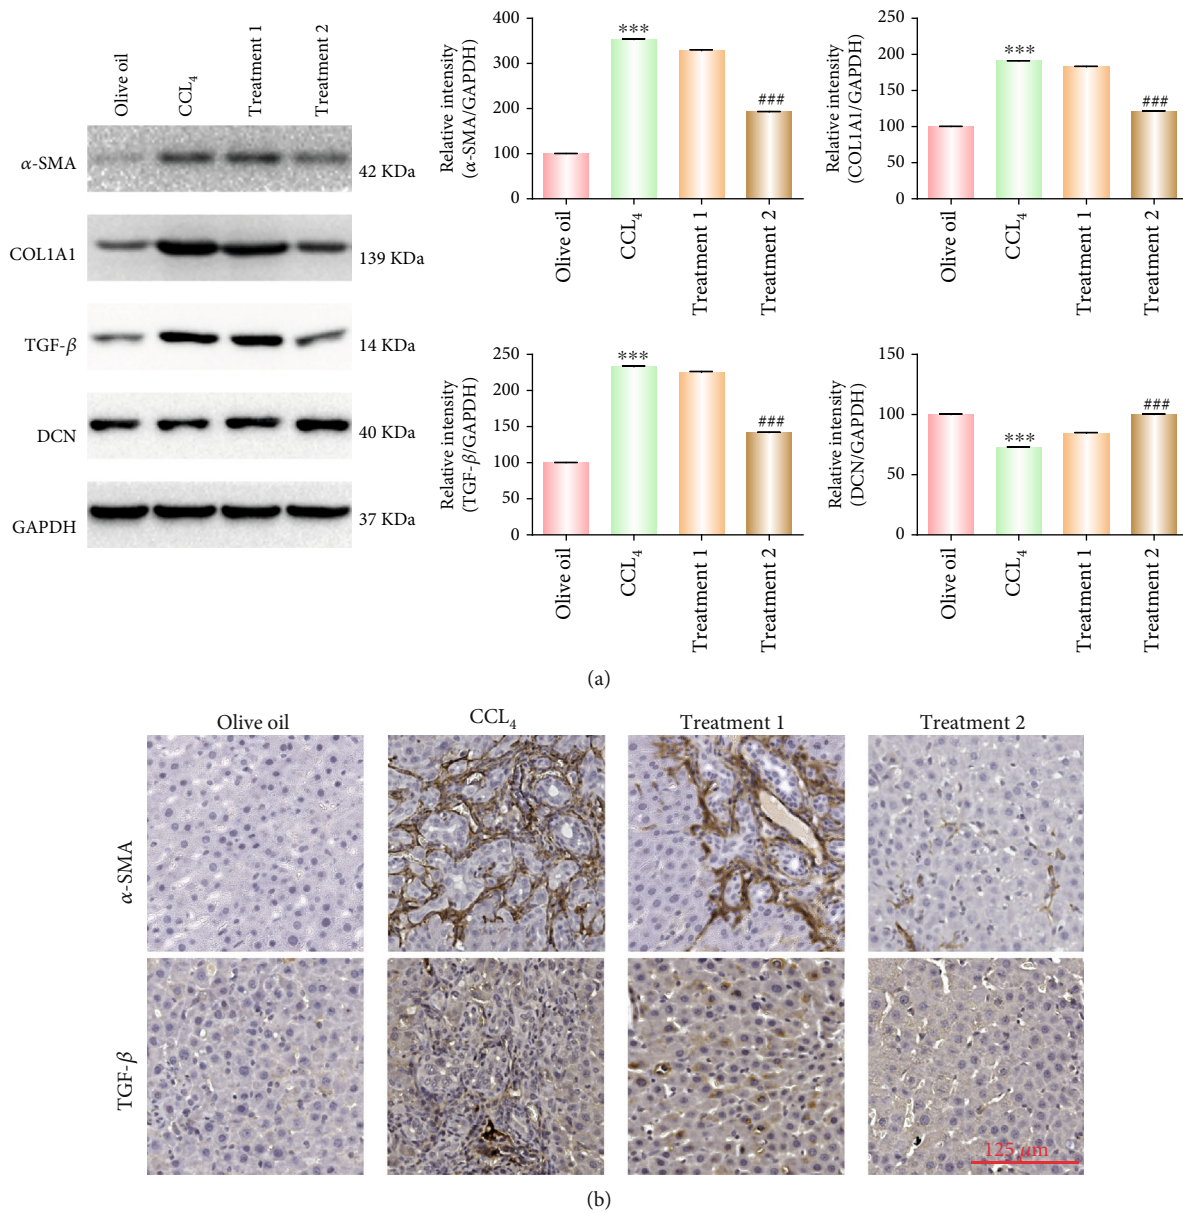 Olive oil
CCL4
Treatment 1
Treatment 2
α-SMA
42 KDa
COL1A1
139 KDa
TGF-β
14 KDa
DCN
40 KDa
GAPDH
37 KDa
Relative intensity
(α-SMA/GAPDH)
400
300
200
100
0
***
###
Olive oil
CCL4
Treatment 1
Treatment 2
Relative intensity
(COL1A1/GAPDH)
250
200
150
100
50
0
***
###
Olive oil
CCL4
Treatment 1
Treatment 2
Relative intensity
(TGF-β/GAPDH)
250
200
150
100
50
0
***
###
Olive oil
CCL4
Treatment 1
Treatment 2
Relative intensity
(DCN/GAPDH)
150
100
50
0
***
###
Olive oil
CCL4
Treatment 1
Treatment 2
(a)
Olive oil
CCL4
Treatment 1
Treatment 2
α-SMA
TGF-β
125 μm
(b)